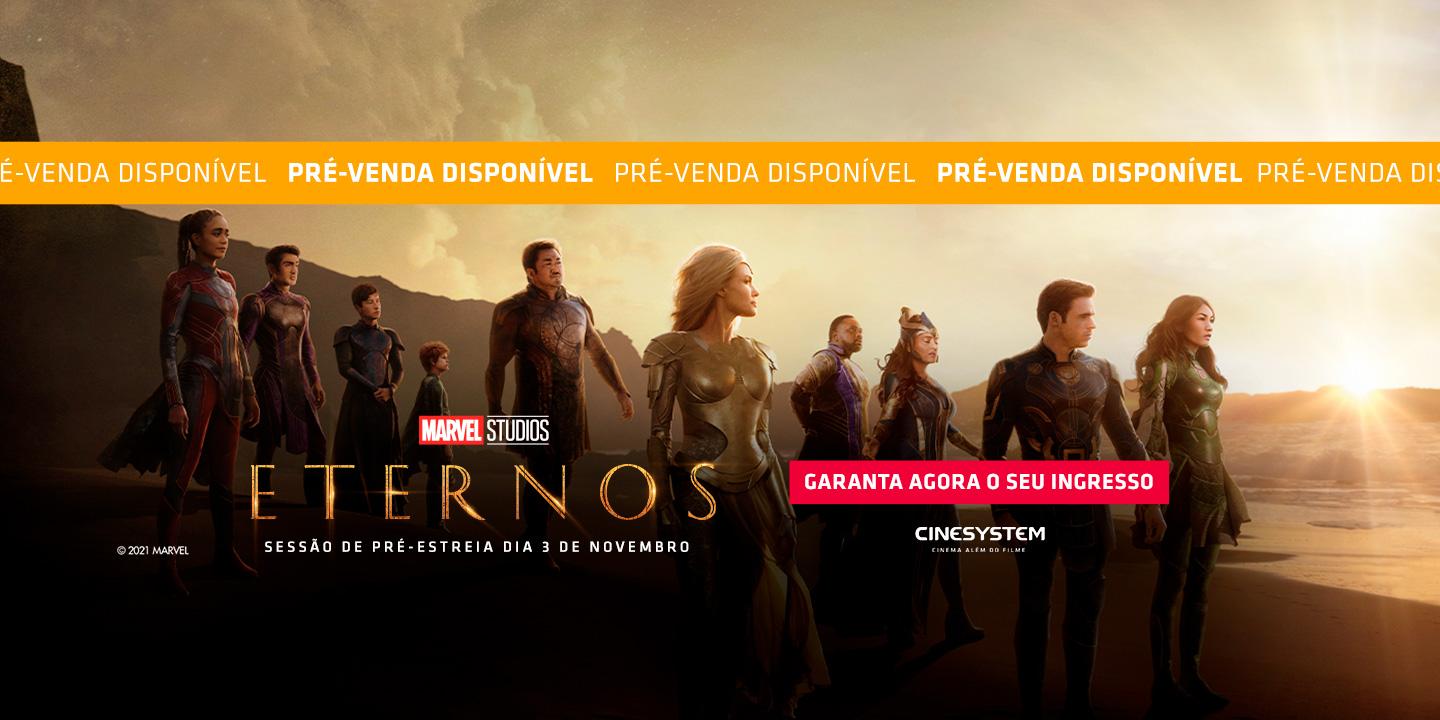 É-VENDA DISPONÍVEL PRÉ-VENDA DISPONÍVEL PRÉ-VENDA DISPONÍVEL PRÉ-VENDA DISPONÍVEL PRÉ-VENDA DIS
MARVEL STUDIOS
ETERNOS
SESSÃO DE PRÉ-ESTREIA DIA 3 DE NOVEMBRO
© 2021 MARVEL
GARANTA AGORA O SEU INGRESSO
CINESYSTEM
CINEMA ALÉM DO FILME